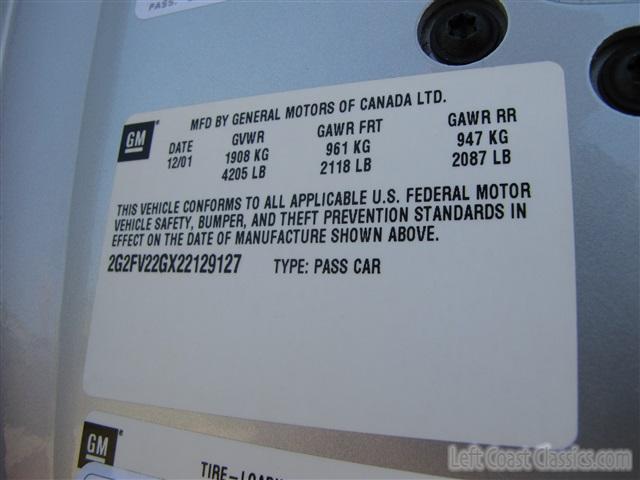 PASS.
MFD BY GENERAL MOTORS OF CANADA LTD.
GM
DATE GVWR GAWR FRT GAWR RR
12/01 1908 KG 961 KG 947 KG
4205 LB 2118 LB 2087 LB
THIS VEHICLE CONFORMS TO ALL APPLICABLE U.S. FEDERAL MOTOR
VEHICLE SAFETY, BUMPER, AND THEFT PREVENTION STANDARDS IN
EFFECT ON THE DATE OF MANUFACTURE SHOWN ABOVE.
2G2FV22GX22129127 TYPE: PASS CAR
GM
Left Coast Classics.com